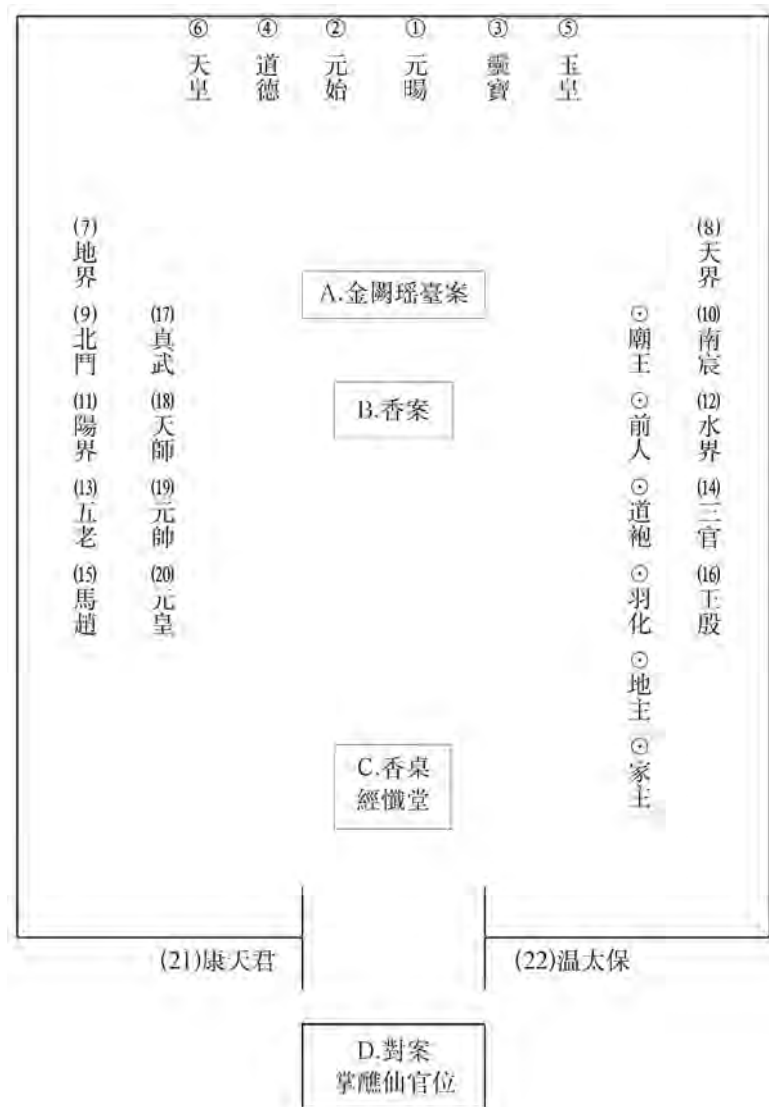 ⑥天皇
④道德
②元始
①元暘
③靈寶
⑤玉皇
(7)地界
(9)北鬥
(11)陽界
(13)五老
(15)馬趙
(17)真武
(18)天師
(19)元帥
(20)元皇
A.金闕瑶臺案
B.香案
C.香桌
經懺堂
⊙廟王
⊙前人
⊙道袍
⊙羽化
⊙地主
⊙家主
(8)天界
(10)南宸
(12)水界
(14)三官
(16)王殷
(21)康天君
(22)温太保
D.對案
掌醮仙官位